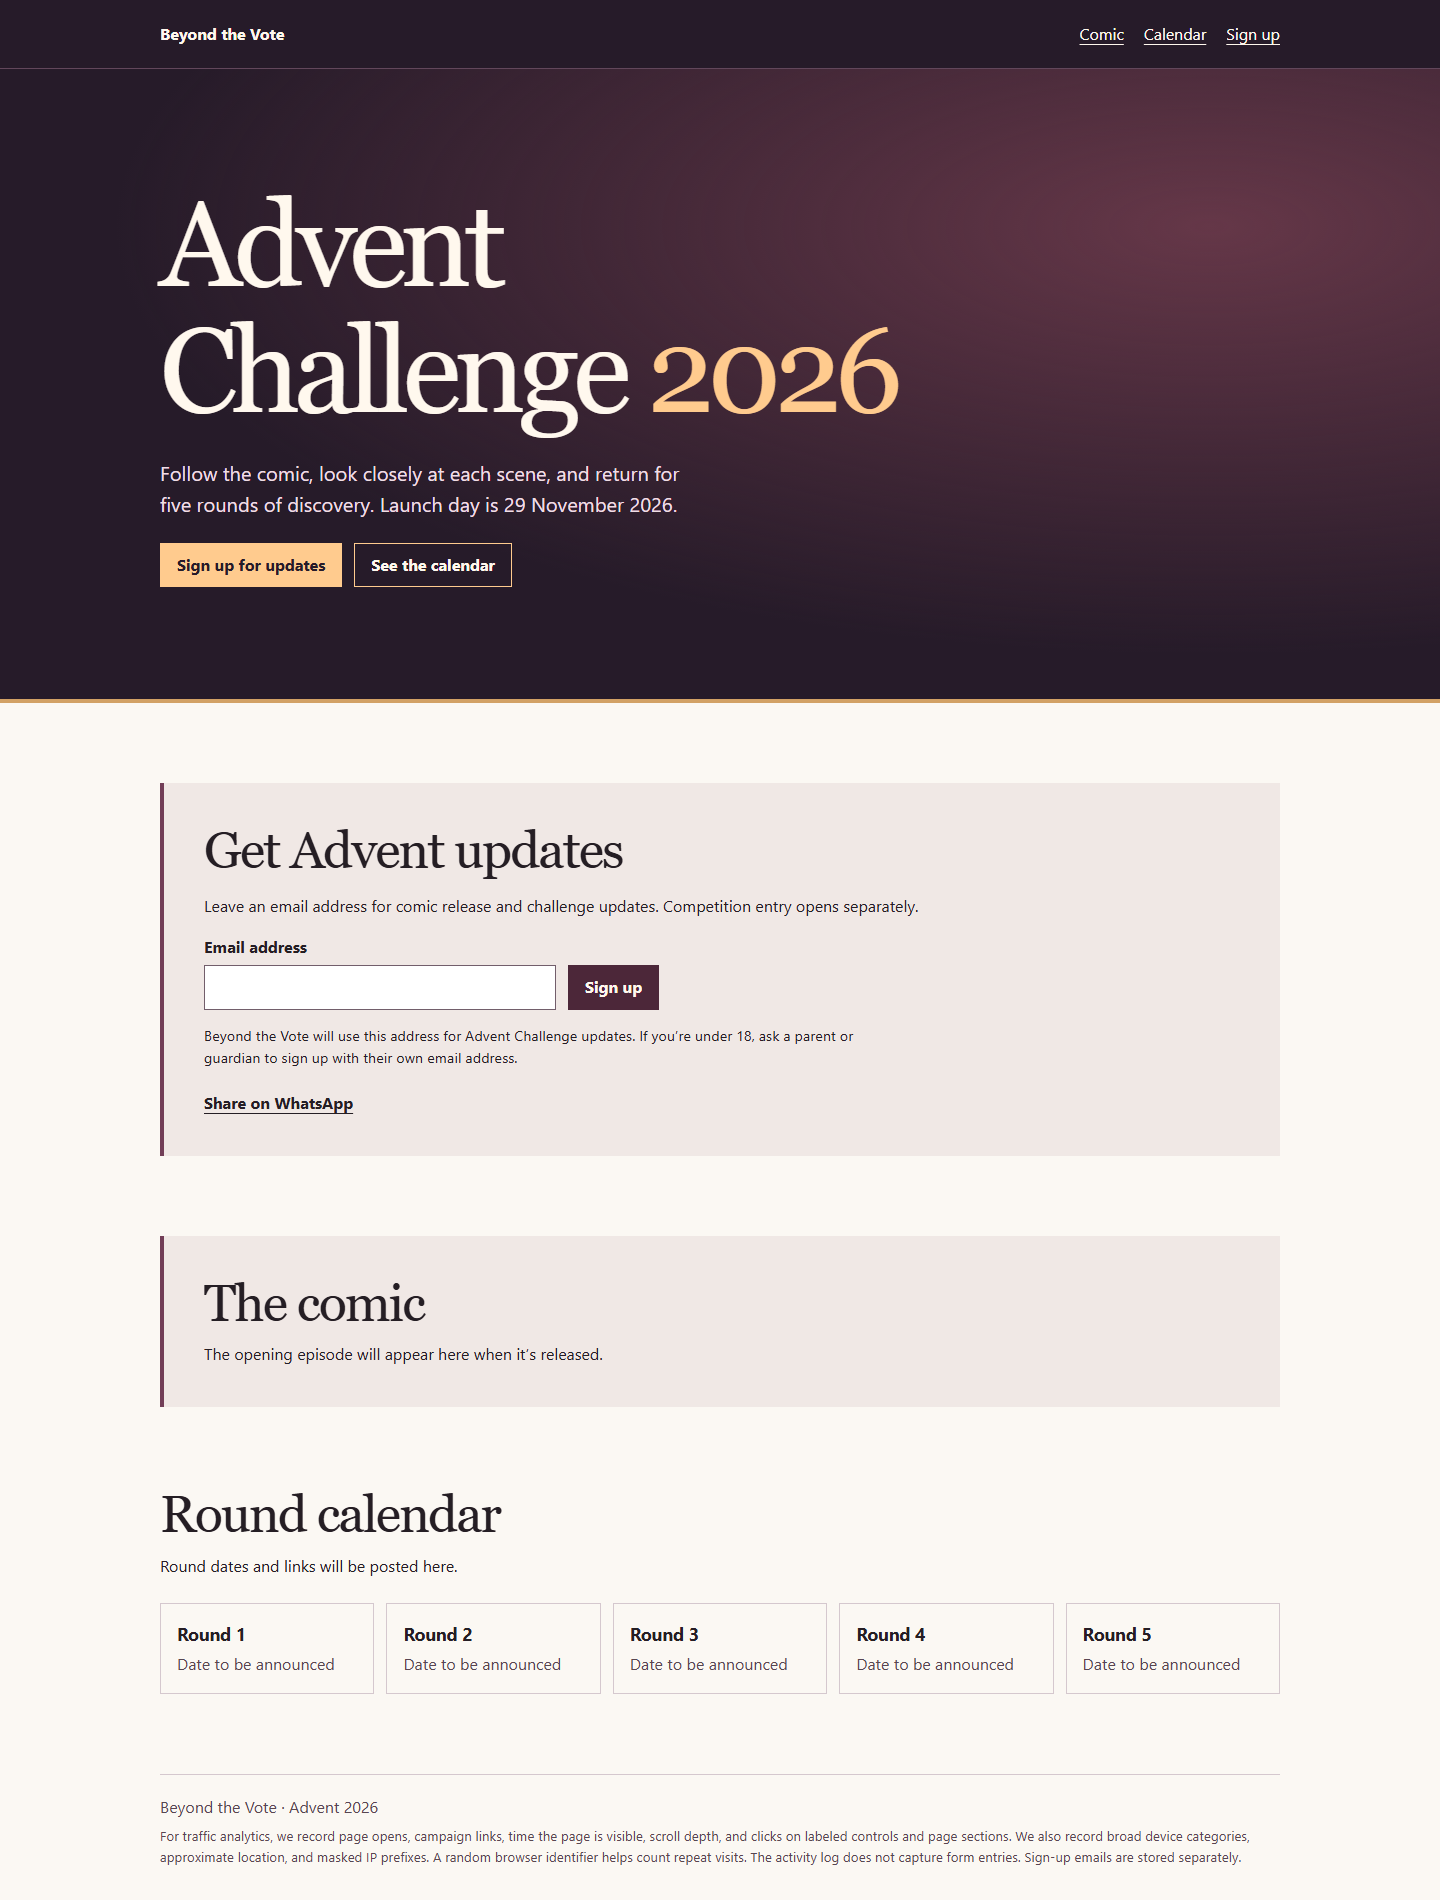 Beyond the Vote
Comic
Calendar
Sign up
Advent
Challenge 2026
Follow the comic, look closely at each scene, and return for
five rounds of discovery. Launch day is 29 November 2026.
Sign up for updates
See the calendar
Get Advent updates
Leave an email address for comic release and challenge updates. Competition entry opens separately.
Email address
Sign up
Beyond the Vote will use this address for Advent Challenge updates. If you’re under 18, ask a parent or
guardian to sign up with their own email address.
Share on WhatsApp
The comic
The opening episode will appear here when it’s released.
Round calendar
Round dates and links will be posted here.
Round 1
Date to be announced
Round 2
Date to be announced
Round 3
Date to be announced
Round 4
Date to be announced
Round 5
Date to be announced
Beyond the Vote · Advent 2026
For traffic analytics, we record page opens, campaign links, time the page is visible, scroll depth, and clicks on labeled controls and page sections. We also record broad device categories,
approximate location, and masked IP prefixes. A random browser identifier helps count repeat visits. The activity log does not capture form entries. Sign-up emails are stored separately.